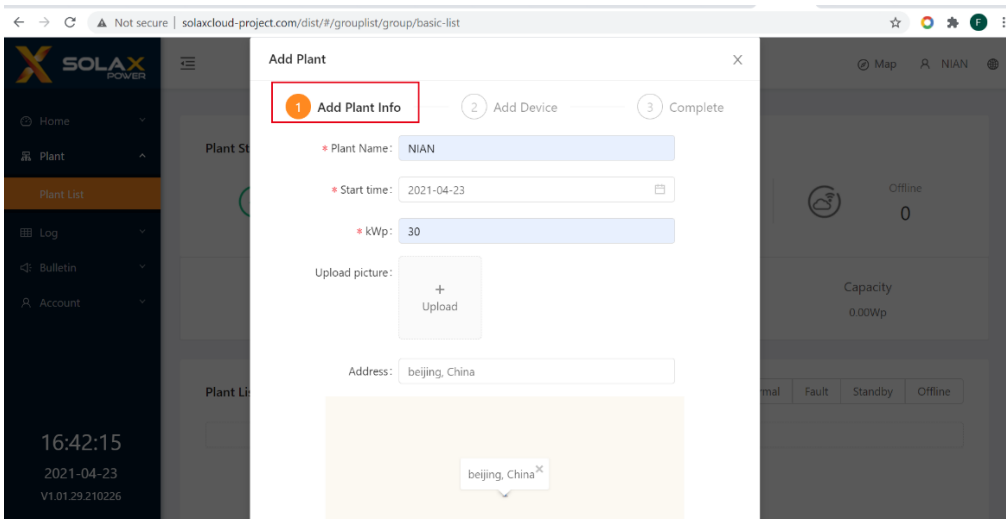 Not secure | solaxcloud-project.com/dist/#/grouplist/group/basic-list
F
SOLAX
POWER
Map
NIAN
Home
Plant
Plant List
Log
Bulletin
Account
16:42:15
2021-04-23
V1.01.29.210226
Plant St
Offline
0
Capacity
0.00Wp
Plant Li
rmal
Fault
Standby
Offline
Add Plant
1 Add Plant Info
2 Add Device
3 Complete
* Plant Name: NIAN
* Start time: 2021-04-23
* kWp: 30
Upload picture:
+
Upload
Address: beijing, China
beijing, China